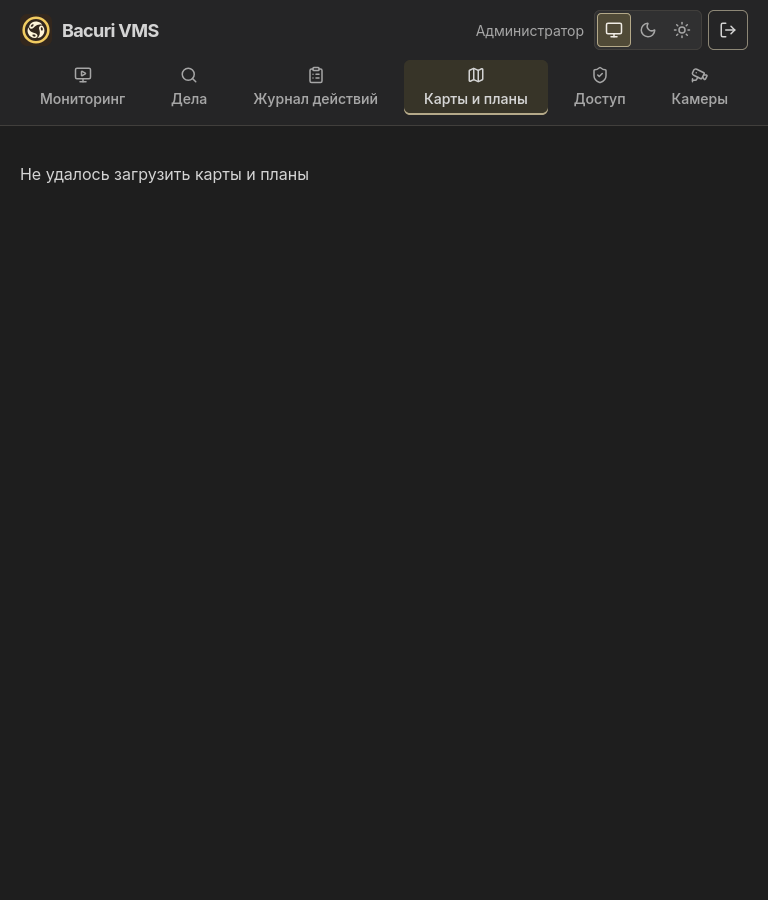 Bacuri VMS
Администратор
Мониторинг
Дела
Журнал действий
Карты и планы
Доступ
Камеры
Не удалось загрузить карты и планы